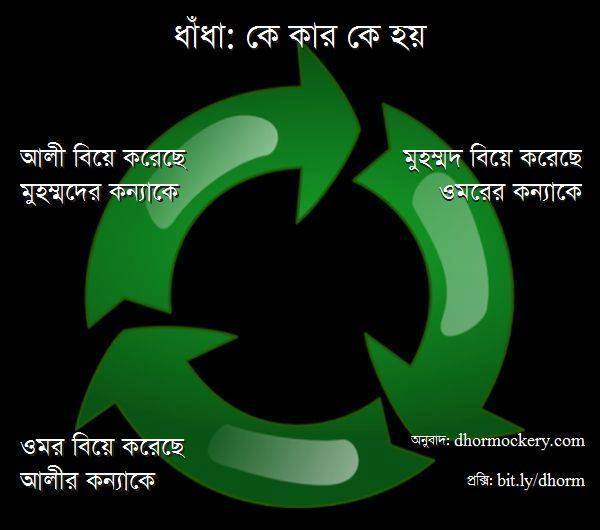 ধাঁধা: কে কার কে হয়
আলী বিয়ে করেছে
মুহম্মদের কন্যাকে
মুহম্মদ বিয়ে করেছে
ওমরের কন্যাকে
ওমর বিয়ে করেছে
আলীর কন্যাকে
অনুবাদ: dhormockery.com
প্রক্সি: bit.ly/dhorm